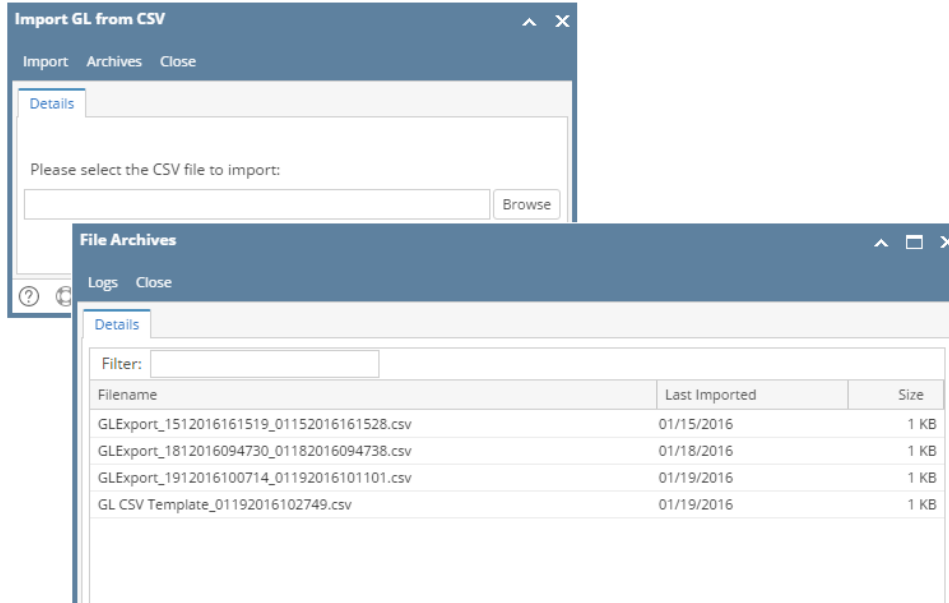 Import GL from CSV
Import Archives Close
Details
Please select the CSV file to import:
Browse
File Archives
Logs Close
Details
Filter:
Filename Last Imported Size
GLExport_1512016161519_01152016161528.csv 01/15/2016 1 KB
GLExport_1812016094730_01182016094738.csv 01/18/2016 1 KB
GLExport_1912016100714_01192016101101.csv 01/19/2016 1 KB
GL CSV Template_01192016102749.csv 01/19/2016 1 KB